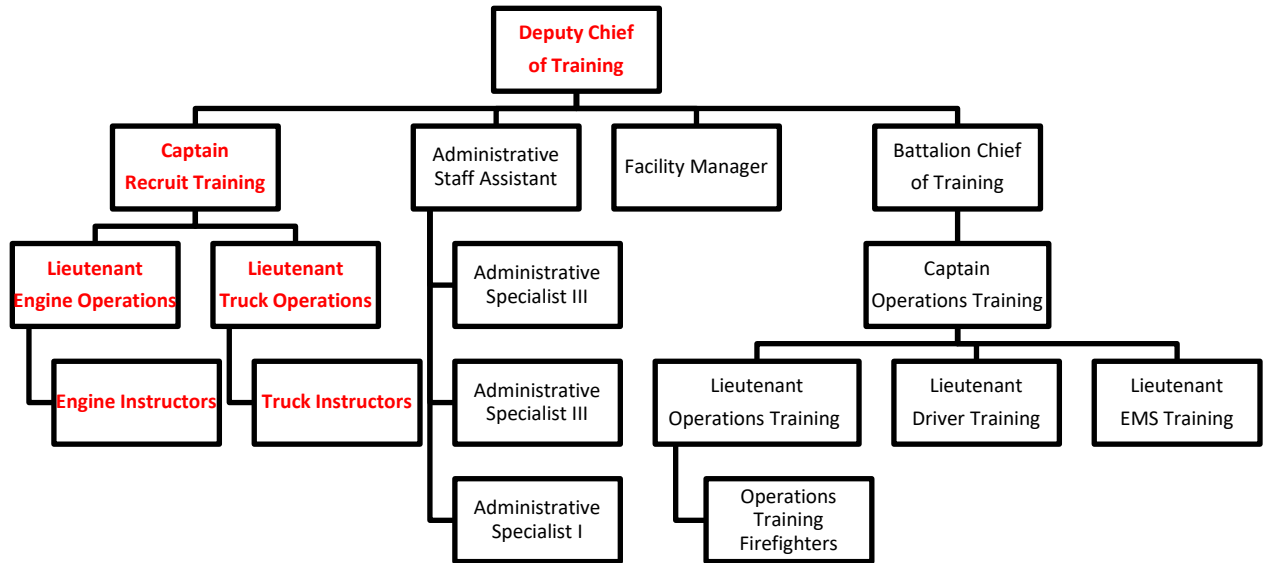 Deputy Chief
of Training
Captain
Recruit Training
Administrative
Staff Assistant
Facility Manager
Battalion Chief
of Training
Lieutenant
Engine Operations
Lieutenant
Truck Operations
Administrative
Specialist III
Captain
Operations Training
Engine Instructors
Truck Instructors
Administrative
Specialist III
Lieutenant
Operations Training
Lieutenant
Driver Training
Lieutenant
EMS Training
Administrative
Specialist I
Operations
Training
Firefighters